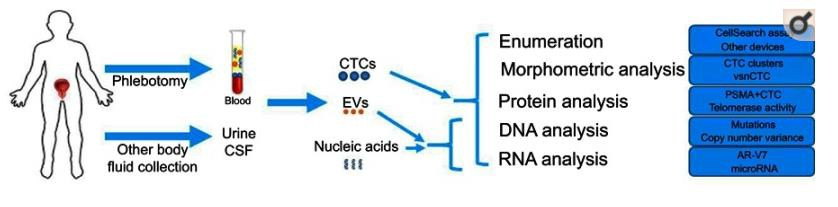 Phlebotomy
Blood
Other body
fluid collection
Urine
CSF
CTCs
EVs
Nucleic acids
Enumeration
Morphometric analysis
Protein analysis
DNA analysis
RNA analysis
CellSearch
Other devices
CTC clusters
vsnCTC
PSMA+CTC
Telomerase activity
Mutations
Copy number variance
AR-V7
microRNA